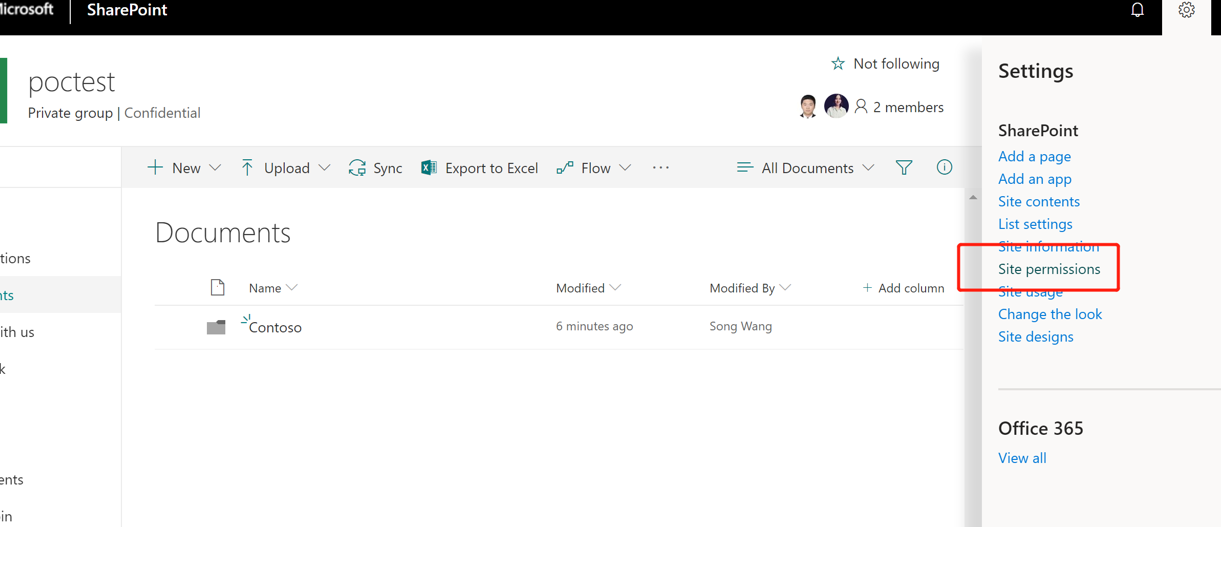 Microsoft SharePoint
poctest
Private group | Confidential
Not following
2 members
New Upload Sync Export to Excel Flow ··· All Documents
tions
nts
ith us
k
ents
in
Documents
Name Modified Modified By + Add column
Contoso 6 minutes ago Song Wang
Settings
SharePoint
Add a page
Add an app
Site contents
List settings
Site information
Site permissions
Site usage
Change the look
Site designs
Office 365
View all